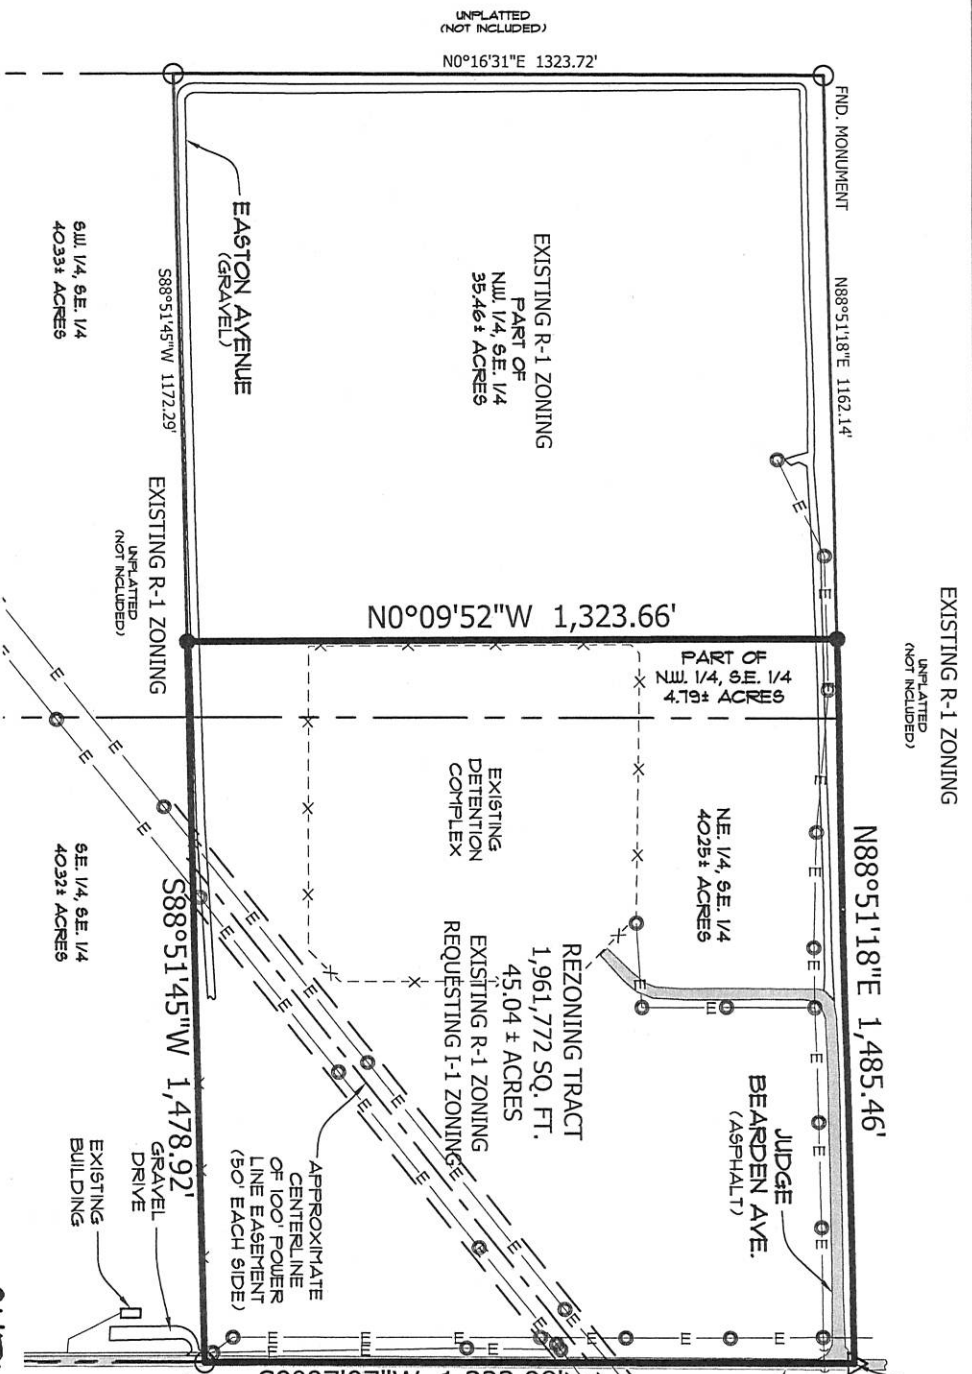 UNPLATTED
(NOT INCLUDED)
N0°16'31"E 1323.72'
FND. MONUMENT
N88°51'18"E 1162.14'
EXISTING R-1 ZONING
UNPLATTED
(NOT INCLUDED)
N88°51'18"E 1,485.46'
EASTON AVENUE
(GRAVEL)
EXISTING R-1 ZONING
PART OF
N.W. 1/4, S.E. 1/4
35.46± ACRES
S88°51'45"W 1172.29'
S.W. 1/4, S.E. 1/4
40.33± ACRES
EXISTING R-1 ZONING
UNPLATTED
(NOT INCLUDED)
N0°09'52"W 1,323.66'
PART OF
N.W. 1/4, S.E. 1/4
4.79± ACRES
EXISTING
DETENTION
COMPLEX
N.E. 1/4, S.E. 1/4
40.25± ACRES
REZONING TRACT
1,961,772 SQ. FT.
45.04 ± ACRES
EXISTING R-1 ZONING
REQUESTING I-1 ZONING
JUDGE
BEARDEN AVE.
(ASPHALT)
S.E. 1/4, S.E. 1/4
40.32± ACRES
S88°51'45"W 1,478.92'
APPROXIMATE
CENTERLINE
OF 100' POWER
LINE EASEMENT
(50' EACH SIDE)
GRAVEL
DRIVE
EXISTING
BUILDING